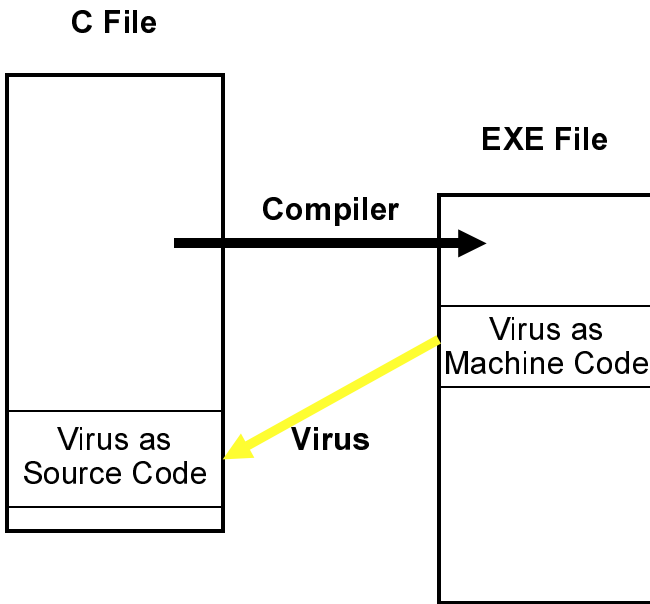 C File
EXE File
Compiler
Virus as
Machine Code
Virus as
Source Code
Virus